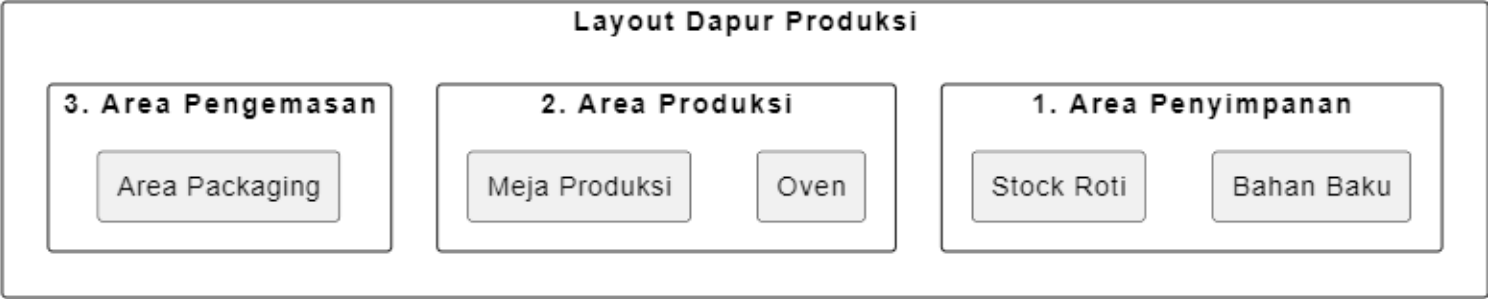 Layout Dapur Produksi
3. Area Pengemasan
Area Packaging
2. Area Produksi
Meja Produksi
Oven
1. Area Penyimpanan
Stock Roti
Bahan Baku